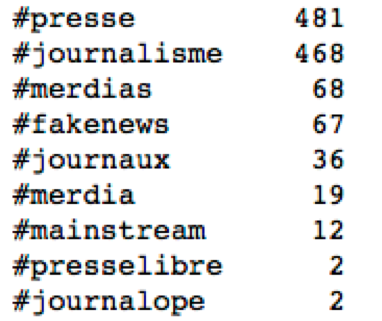 #presse 481
#journalisme 468
#merdias 68
#fakenews 67
#journaux 36
#merdia 19
#mainstream 12
#presselibre 2
#journalope 2